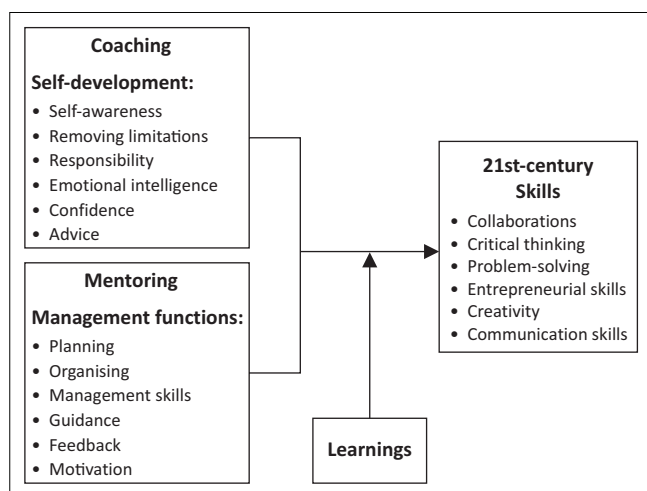 Coaching
Self-development:
• Self-awareness
• Removing limitations
• Responsibility
• Emotional intelligence
• Confidence
• Advice
Mentoring
Management functions:
• Planning
• Organising
• Management skills
• Guidance
• Feedback
• Motivation
Learnings
21st-century
Skills
• Collaborations
• Critical thinking
• Problem-solving
• Entrepreneurial skills
• Creativity
• Communication skills